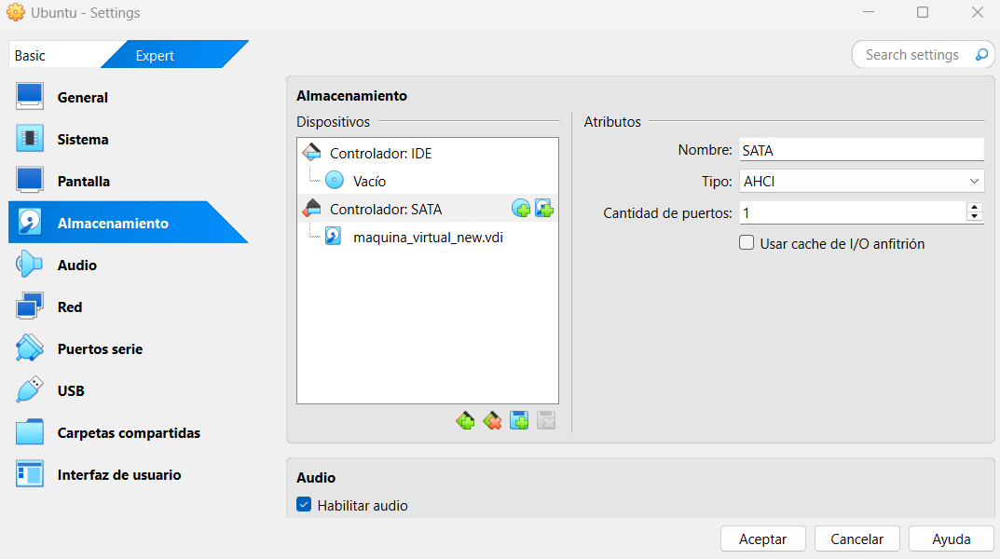 Ubuntu - Settings
Basic
Expert
Search settings
General
Sistema
Pantalla
Almacenamiento
Audio
Red
Puertos serie
USB
Carpetas compartidas
Interfaz de usuario
Almacenamiento
Dispositivos
Controlador: IDE
Vacío
Controlador: SATA
maquina_virtual_new.vdi
Atributos
Nombre: SATA
Tipo: AHCI
Cantidad de puertos: 1
Usar cache de I/O anfitrión
Audio
Habilitar audio
Aceptar
Cancelar
Ayuda